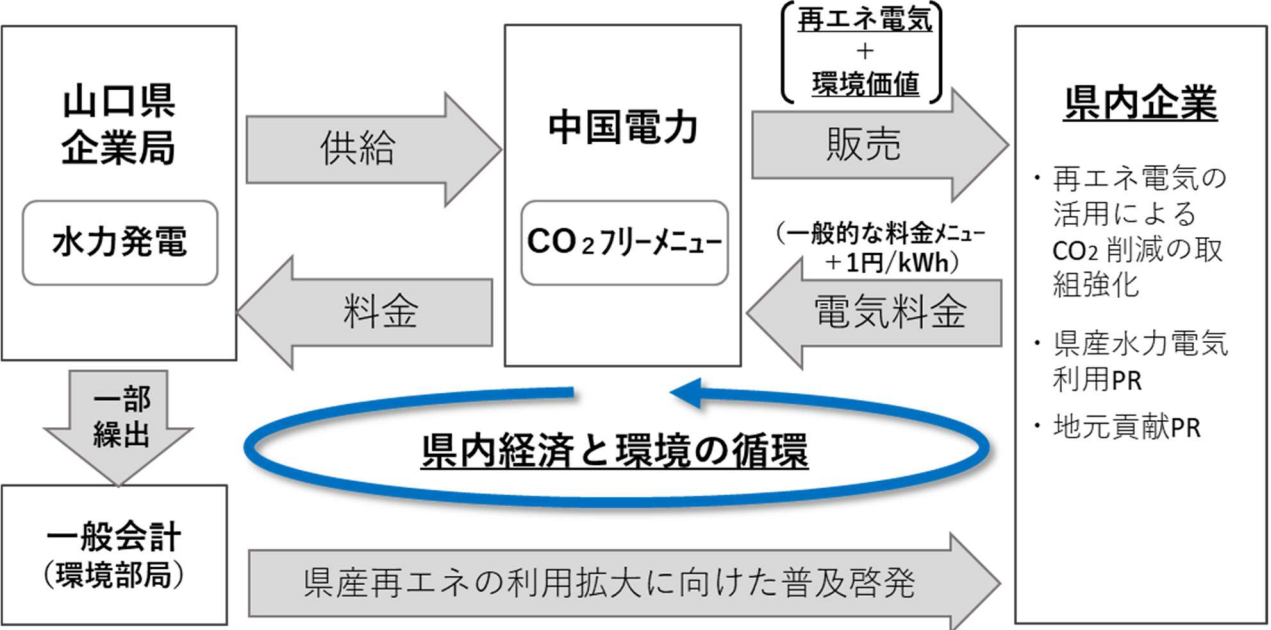 山口県
企業局
水力発電
供給
料金
中国電力
CO₂フリーメニュー
再エネ電気
+
環境価値
販売
（一般的な料金ﾒﾆｭｰ
＋1円/kWh）
電気料金
県内企業
・再エネ電気の
活用による
CO₂削減の取
組強化
・県産水力電気
利用PR
・地元貢献PR
一部
繰出
県内経済と環境の循環
一般会計
（環境部局）
県産再エネの利用拡大に向けた普及啓発